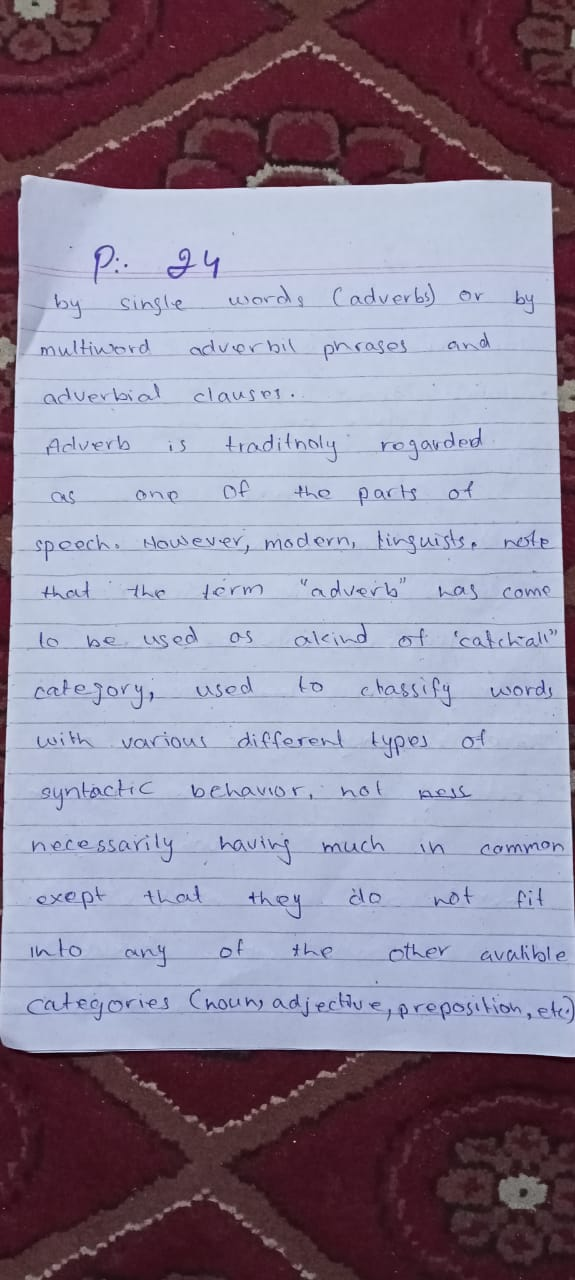 P:. 24
by single words (adverbs) or by
multiword adverbil phrases and
adverbial clauses.
Adverb is traditnoly regarded
as one of the parts of
speech. However, modern, linguists, note
that the term "adverb" has come
to be used as akind of 'catchall"
category, used to classify words
with various different types of
syntactic behavior, not ness
necessarily having much in common
exept that they do not fit
into any of the other avalible
categories (noun, adjective, preposition, etc.)